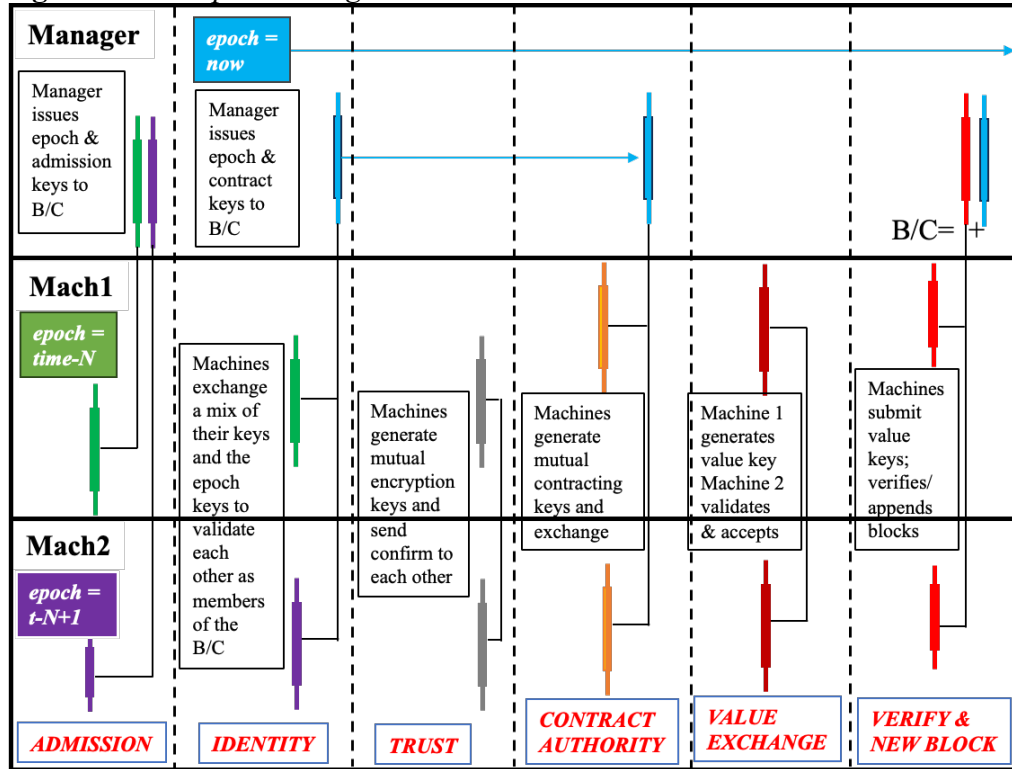 Manager
epoch =
now
Manager
issues
epoch &
admission
keys to
B/C
Manager
issues
epoch &
contract
keys to
B/C
B/C= +
Mach1
epoch =
time-N
Machines
exchange
a mix of
their keys
and the
epoch
keys to
validate
each
other as
members
of the
B/C
Machines
generate
mutual
encryption
keys and
send
confirm to
each other
Machines
generate
mutual
contracting
keys and
exchange
Machine 1
generates
value key
Machine 2
validates
& accepts
Machines
submit
value
keys;
verifies/
appends
blocks
Mach2
epoch =
t-N+1
ADMISSION
IDENTITY
TRUST
CONTRACT
AUTHORITY
VALUE
EXCHANGE
VERIFY &
NEW BLOCK